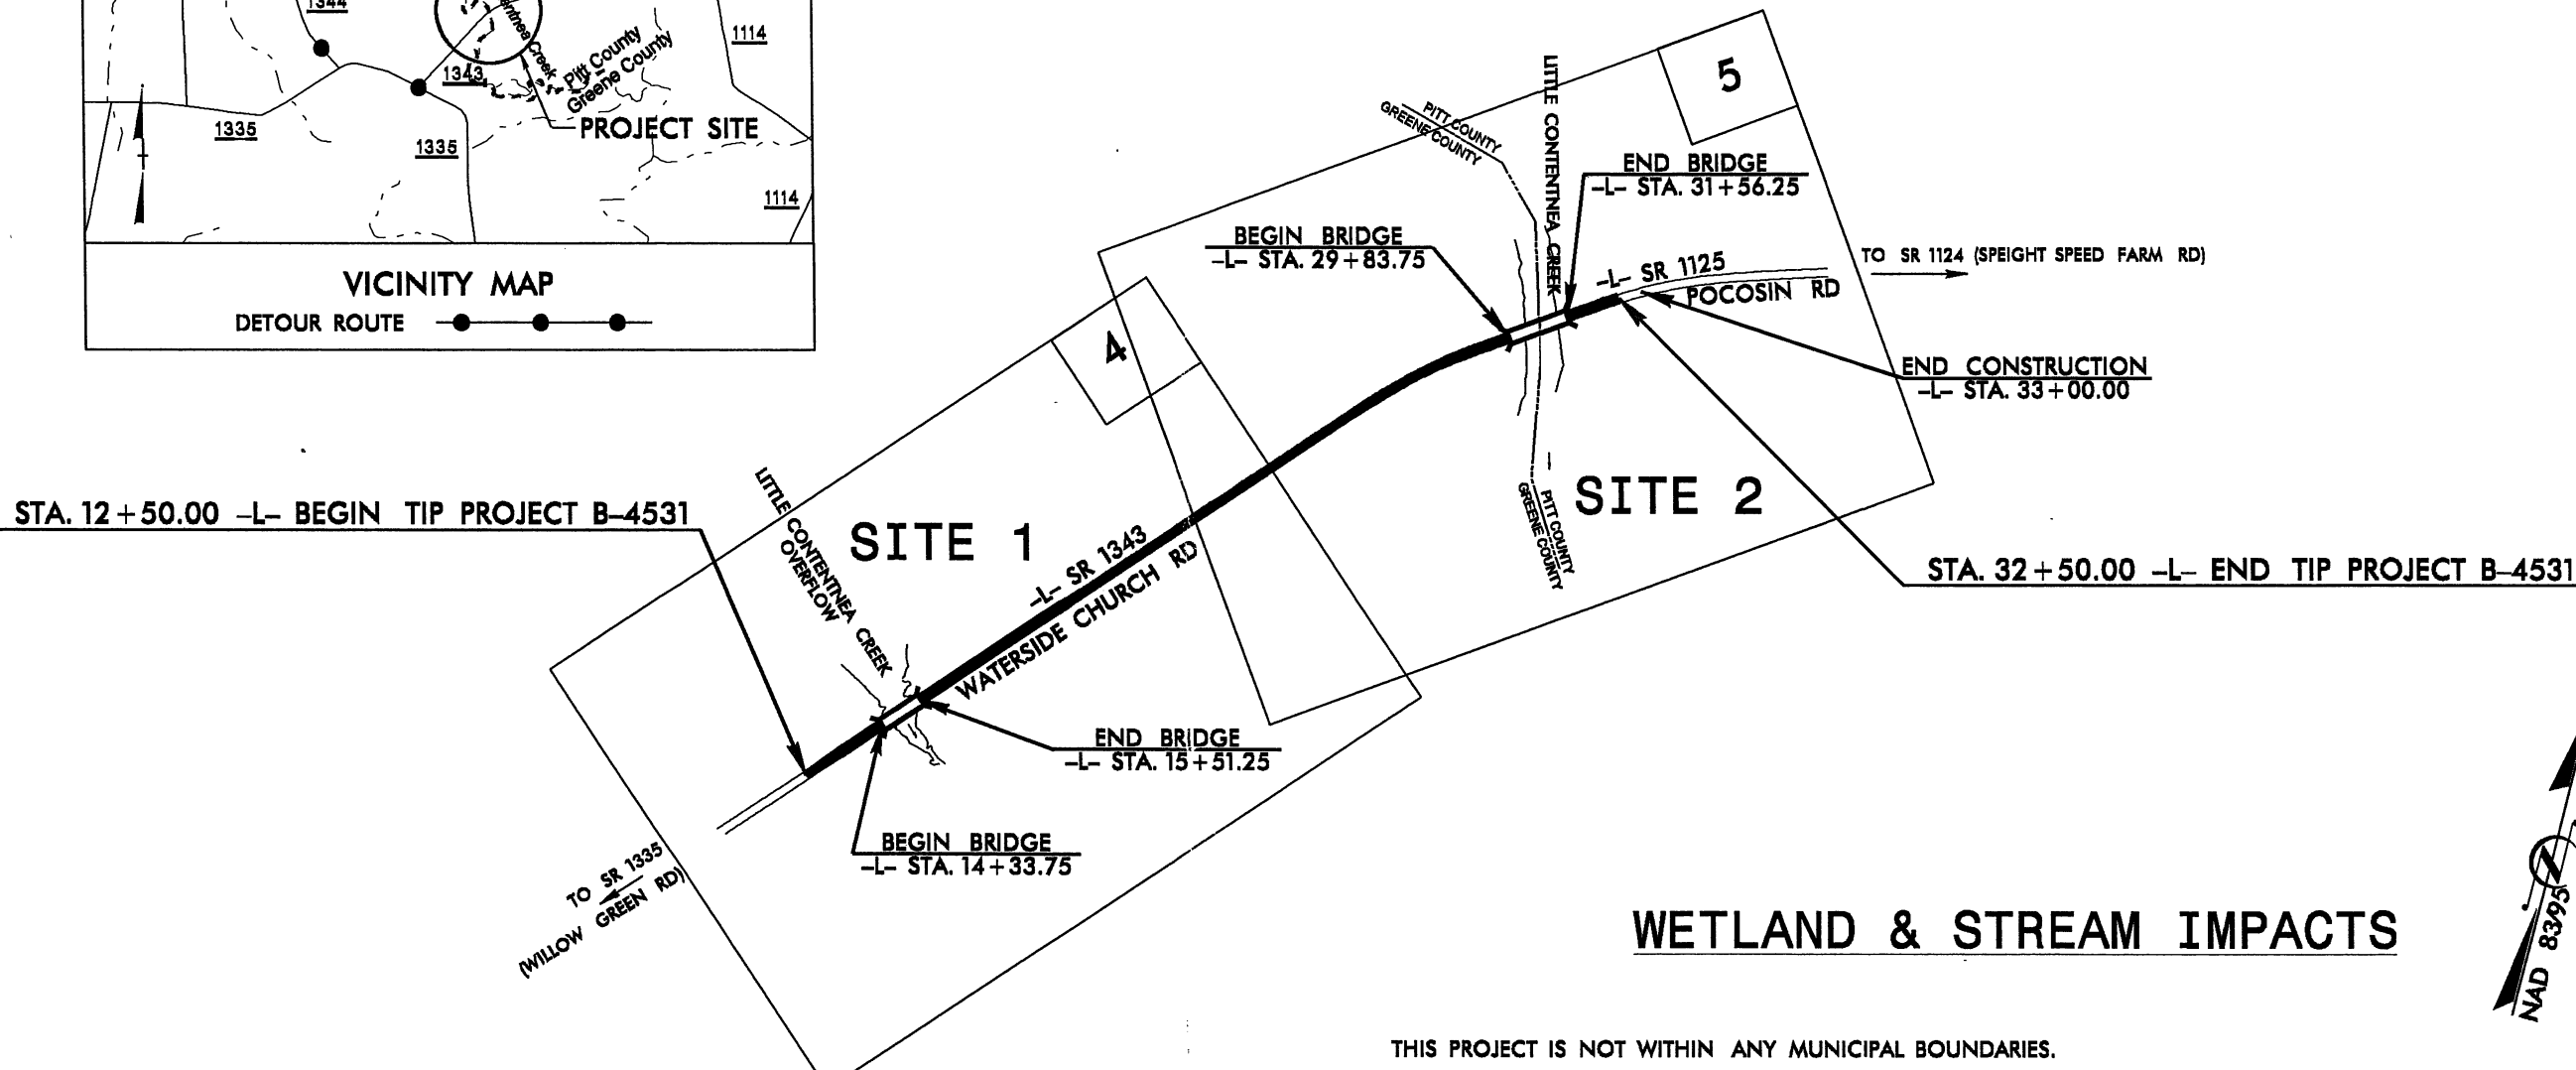 1344
Contentnea Creek
1343
Pitt County
Greene County
1114
1335
1335
PROJECT SITE
1114
VICINITY MAP
DETOUR ROUTE
5
LITTLE CONTENTNEA CREEK
PITT COUNTY
GREENE COUNTY
END BRIDGE
-L- STA. 31+56.25
BEGIN BRIDGE
-L- STA. 29+83.75
-L- SR 1125
POCOSIN RD
TO SR 1124 (SPEIGHT SPEED FARM RD)
END CONSTRUCTION
-L- STA. 33+00.00
4
STA. 12+50.00 -L- BEGIN TIP PROJECT B-4531
LITTLE CONTENTNEA CREEK
OVERFLOW
SITE 1
-L- SR 1343
WATERSIDE CHURCH RD
SITE 2
PITT COUNTY
GREENE COUNTY
STA. 32+50.00 -L- END TIP PROJECT B-4531
END BRIDGE
-L- STA. 15+51.25
BEGIN BRIDGE
-L- STA. 14+33.75
TO SR 1335
(WILLOW GREEN RD)
WETLAND & STREAM IMPACTS
NAD 83/95
THIS PROJECT IS NOT WITHIN ANY MUNICIPAL BOUNDARIES.